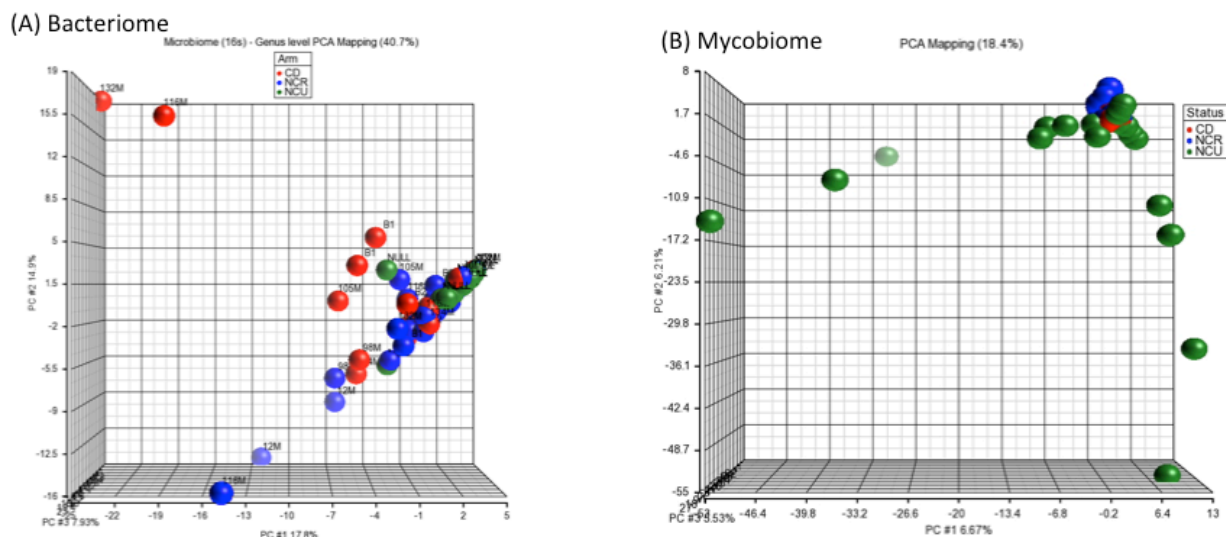 (A) Bacteriome
Microbiome (16s) - Genus level PCA Mapping (40.7%)
Arm
CD
NCR
NCU
19
15.5
12
8.5
5
1.5
-2
-5.5
-9
-12.5
-16
PC #2 14.9%
132M
116M
B1
B1
NULL
105M
105M
98M
12M
12M
116M
PC #3 7.93%
-22
-19
-16
-13
-10
-7
-4
-1
2
5
PC #1 17.8%
(B) Mycobiome
PCA Mapping (18.4%)
Status
CD
NCR
NCU
8
1.7
-4.6
-10.9
-17.2
-23.5
-29.8
-36.1
-42.4
-48.7
-55
PC #2 6.21%
PC #3 5.53%
-46.4
-39.8
-33.2
-26.6
-20
-13.4
-6.8
-0.2
6.4
13
PC #1 6.67%